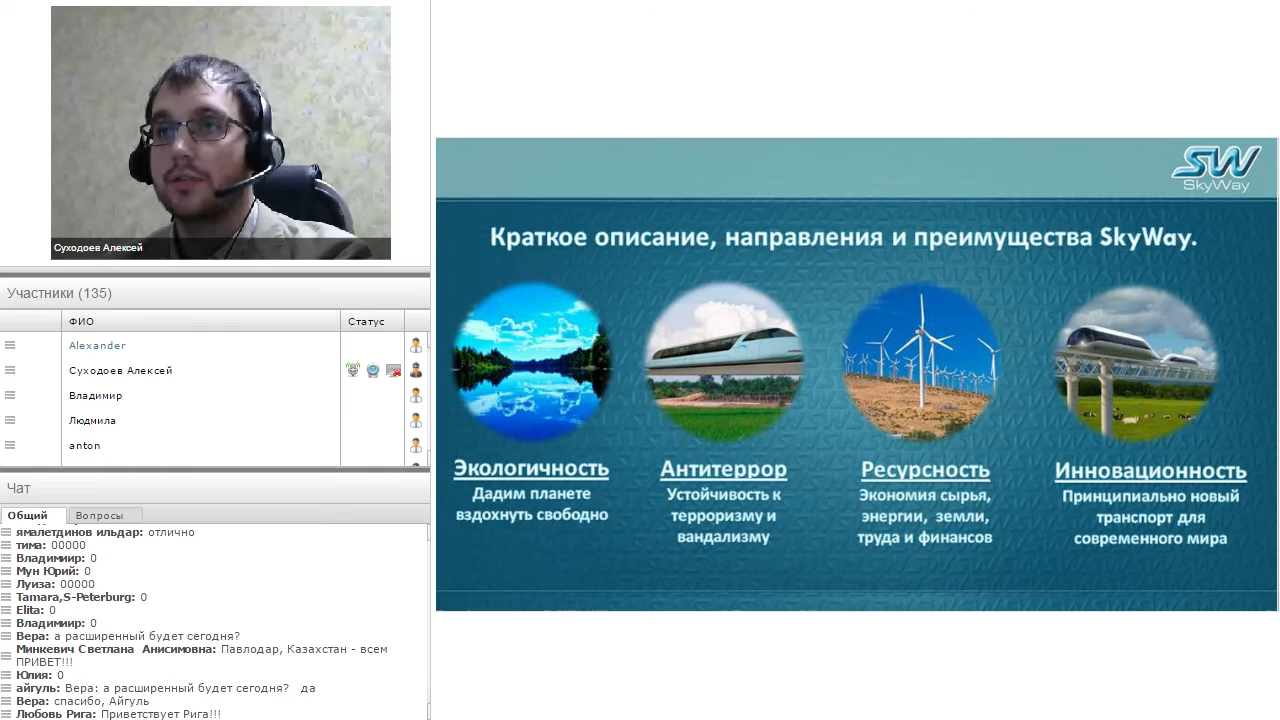 Суходоев Алексей
Участники (135)
ФИО
Статус
Alexander
Суходоев Алексей
Владимир
Людмила
anton
Чат
Общий
Вопросы
ямалетдинов ильдар: отлично
тима: 00000
Владимиир: 0
Мун Юрий: 0
Луиза: 00000
Tamara,S-Peterburg: 0
Elita: 0
Владимиир: 0
Вера: а расширенный будет сегодня?
Минкевич Светлана Анисимовна: Павлодар, Казахстан - всем
ПРИВЕТ!!!
Юлия: 0
айгуль: Вера: а расширенный будет сегодня? да
Вера: спасибо, Айгуль
Любовь Рига: Приветствует Рига!!!
SW
SkyWay
Краткое описание, направления и преимущества SkyWay.
Экологичность
Дадим планете
вздохнуть свободно
Антитеррор
Устойчивость к
терроризму и
вандализму
Ресурсность
Экономия сырья,
энергии, земли,
труда и финансов
Инновационность
Принципиально новый
транспорт для
современного мира